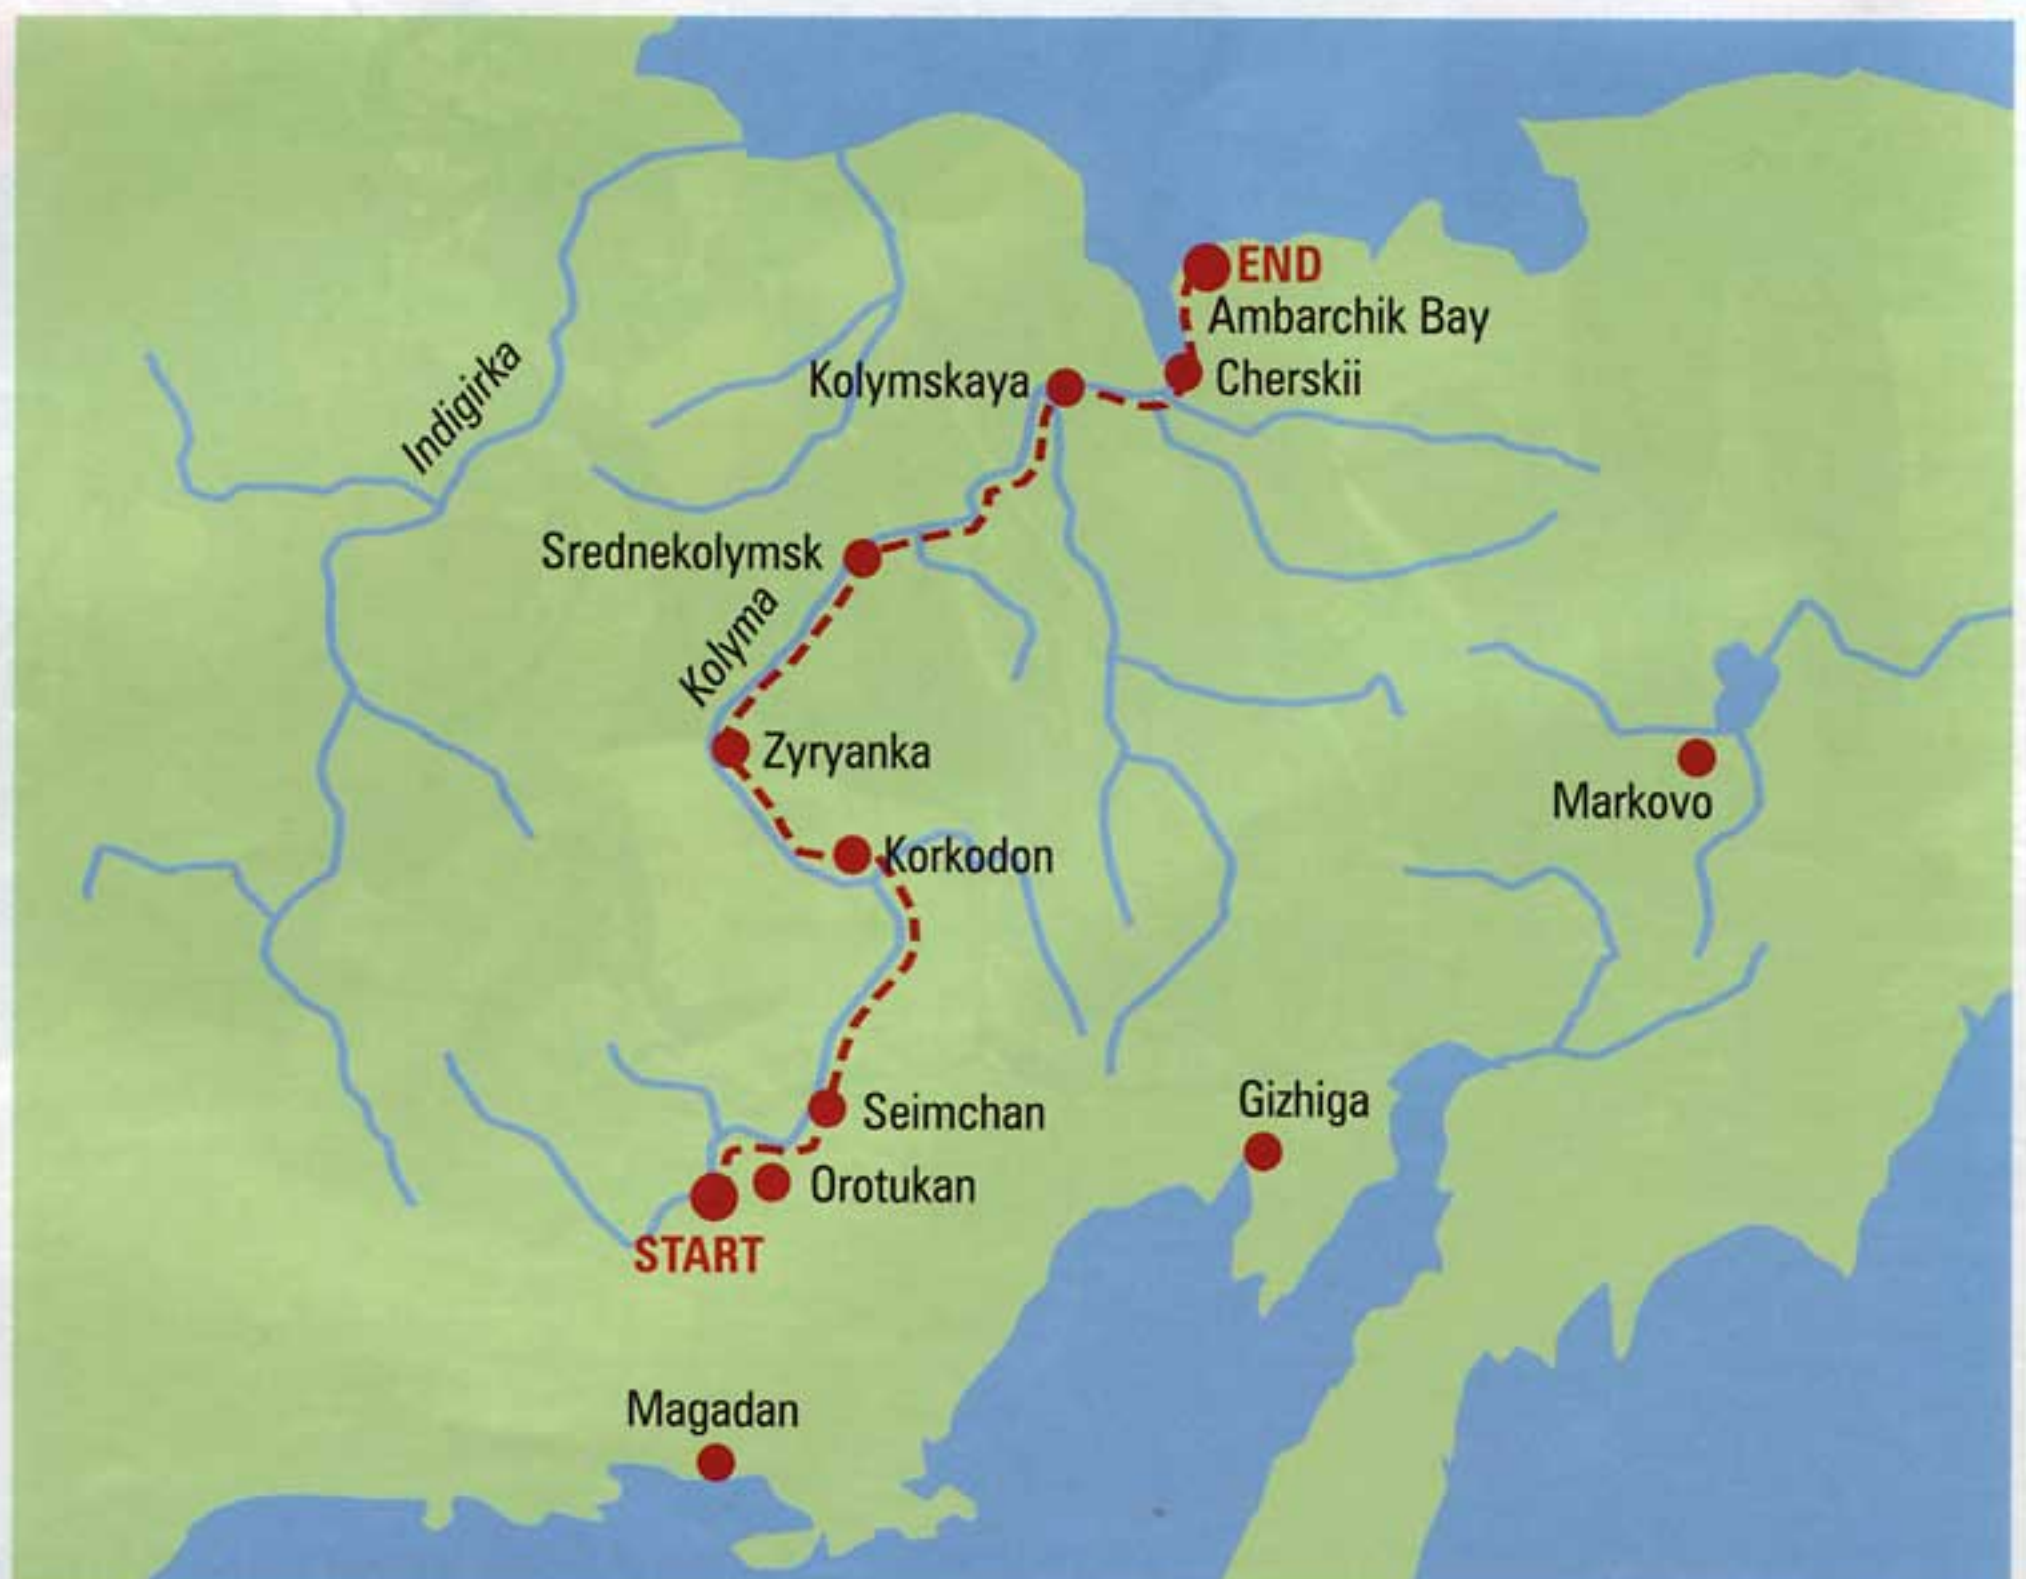 END
Ambarchik Bay
Kolymskaya
Cherskii
Indigirka
Srednekolymsk
Kolyma
Zyryanka
Markovo
Korkodon
Gizhiga
Seimchan
Orotukan
START
Magadan